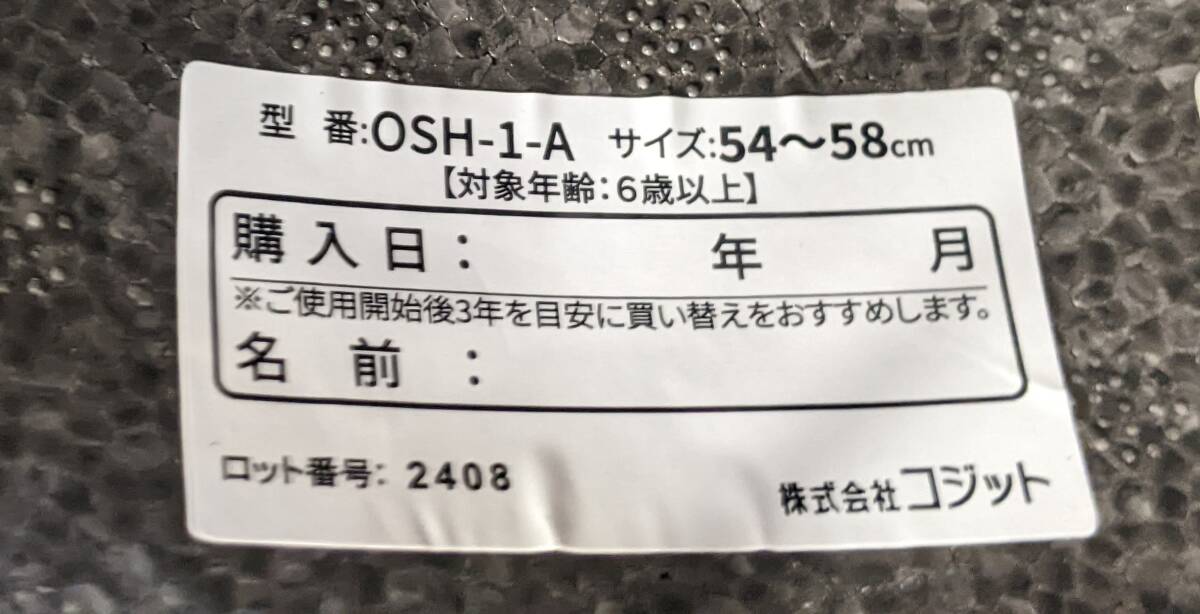 型 番:OSH-1-A サイズ:54〜58cm
【対象年齢:6歳以上】
購入日: 年 月
※ご使用開始後3年を目安に買い替えをおすすめします。
名 前 :
ロット番号: 2408
株式会社コジット